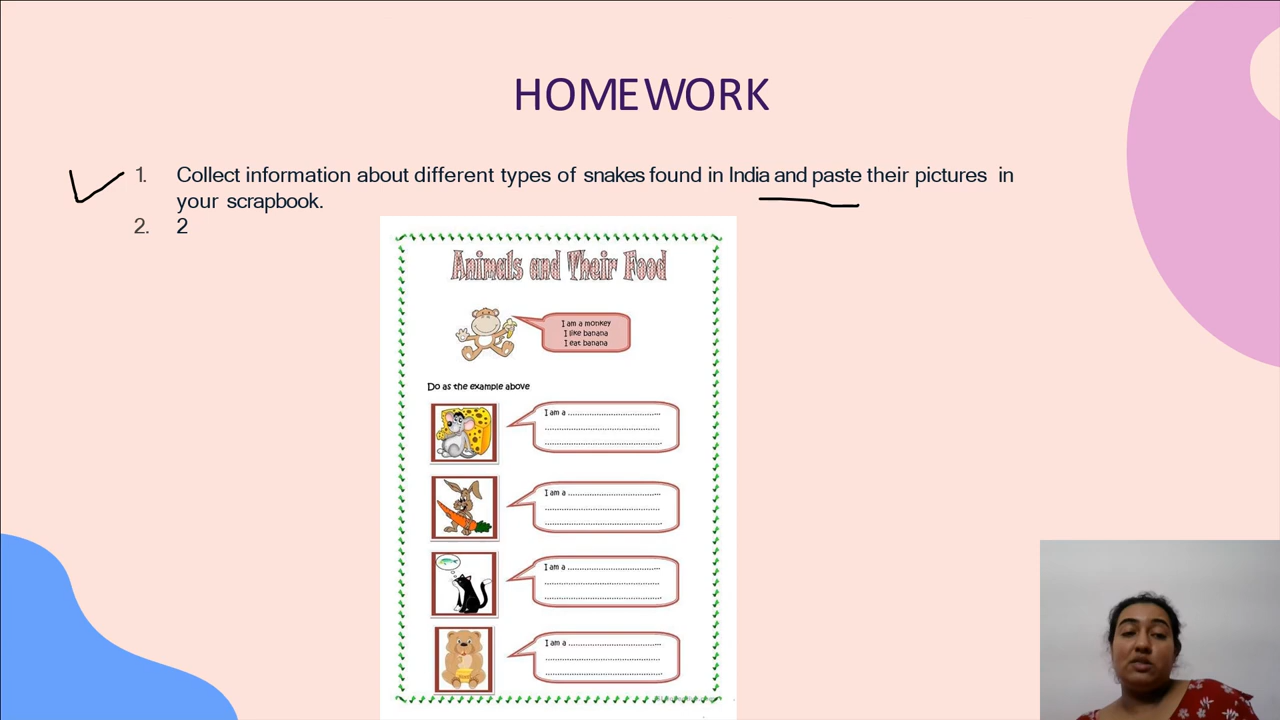 HOMEWORK
1. Collect information about different types of snakes found in India and paste their pictures in
your scrapbook.
2. 2
Animals and Their Food
I am a monkey
I like banana
I eat banana
Do as the example above
I am a ........................................
........................................
........................................
I am a ........................................
........................................
........................................
I am a ........................................
........................................
........................................
I am a ........................................
........................................
........................................